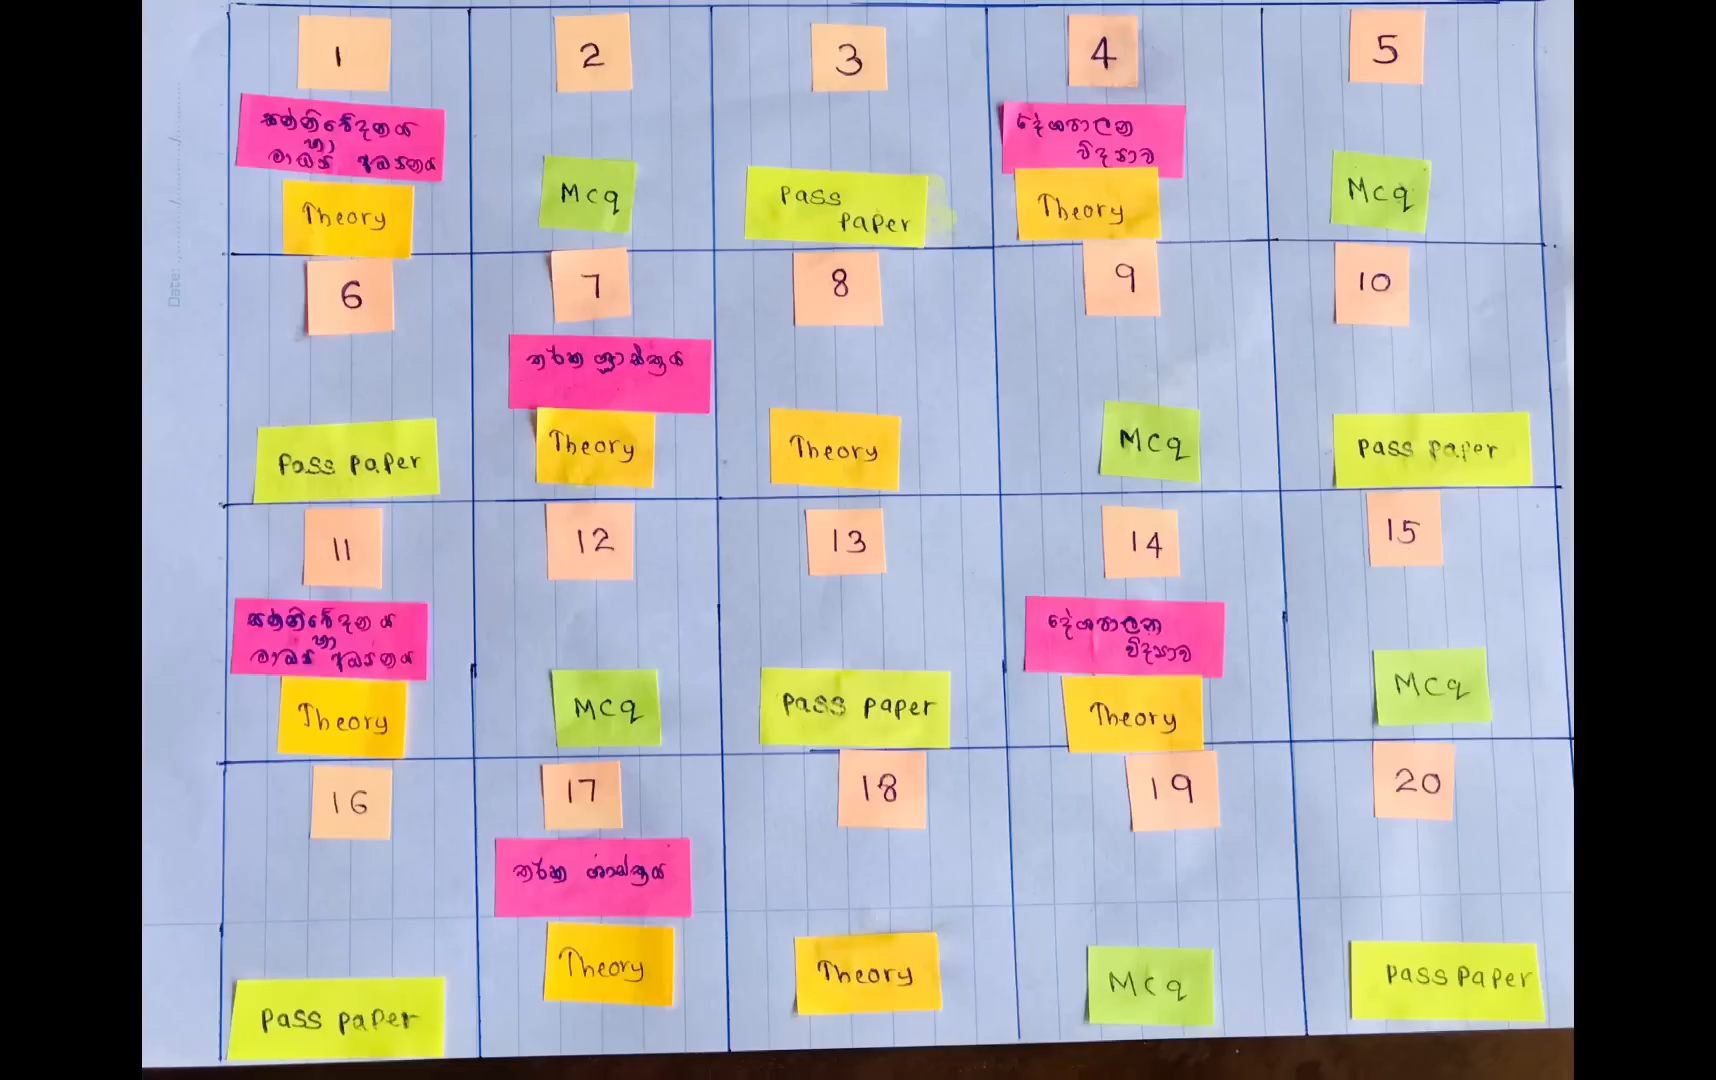 1
සන්නිවේදනය
හා
මාධ්‍ය අධ්‍යනය
Theory
2
Mcq
3
Pass
Paper
4
දේශපාලන
විද්‍යාව
Theory
5
Mcq
6
Pass Paper
7
තර්ක ශාස්ත්‍රය
Theory
8
Theory
9
Mcq
10
Pass Paper
11
සන්නිවේදනය
හා
මාධ්‍ය අධ්‍යනය
Theory
12
MCQ
13
Pass Paper
14
දේශපාලන
විද්‍යාව
Theory
15
MCQ
16
Pass Paper
17
තර්ක ශාස්ත්‍රය
Theory
18
Theory
19
Mcq
20
Pass Paper
Date: